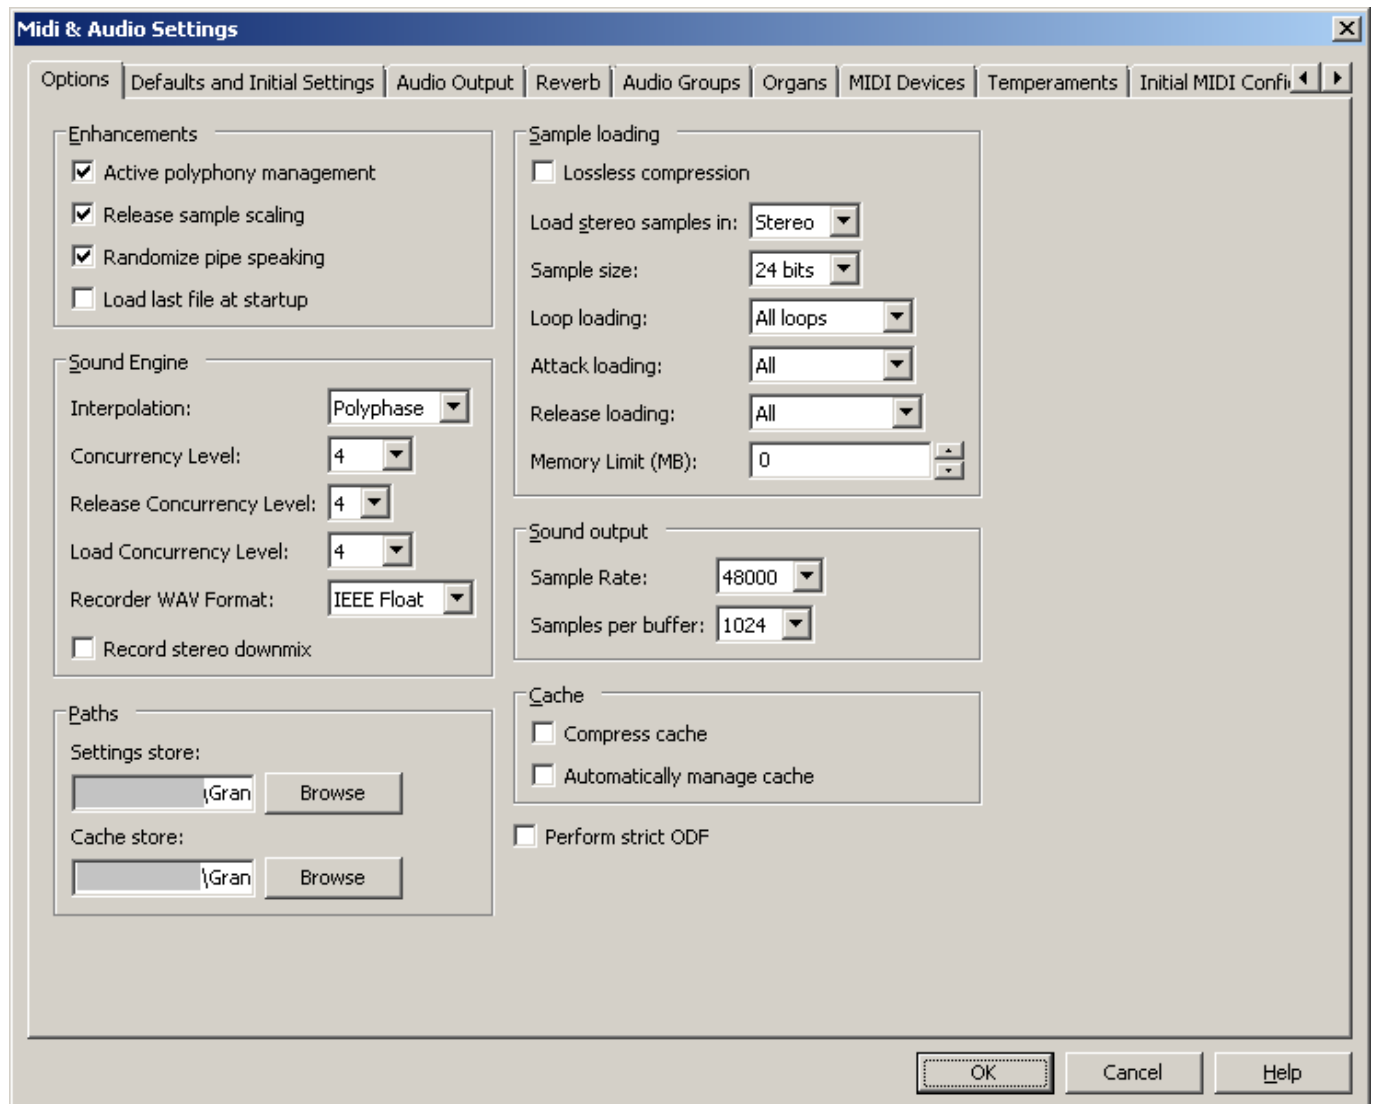 Midi & Audio Settings
Options Defaults and Initial Settings Audio Output Reverb Audio Groups Organs MIDI Devices Temperaments Initial MIDI Confi
Enhancements
Active polyphony management
Release sample scaling
Randomize pipe speaking
Load last file at startup
Sound Engine
Interpolation: Polyphase
Concurrency Level: 4
Release Concurrency Level: 4
Load Concurrency Level: 4
Recorder WAV Format: IEEE Float
Record stereo downmix
Paths
Settings store:
\Gran Browse
Cache store:
\Gran Browse
Sample loading
Lossless compression
Load stereo samples in: Stereo
Sample size: 24 bits
Loop loading: All loops
Attack loading: All
Release loading: All
Memory Limit (MB): 0
Sound output
Sample Rate: 48000
Samples per buffer: 1024
Cache
Compress cache
Automatically manage cache
Perform strict ODF
OK Cancel Help